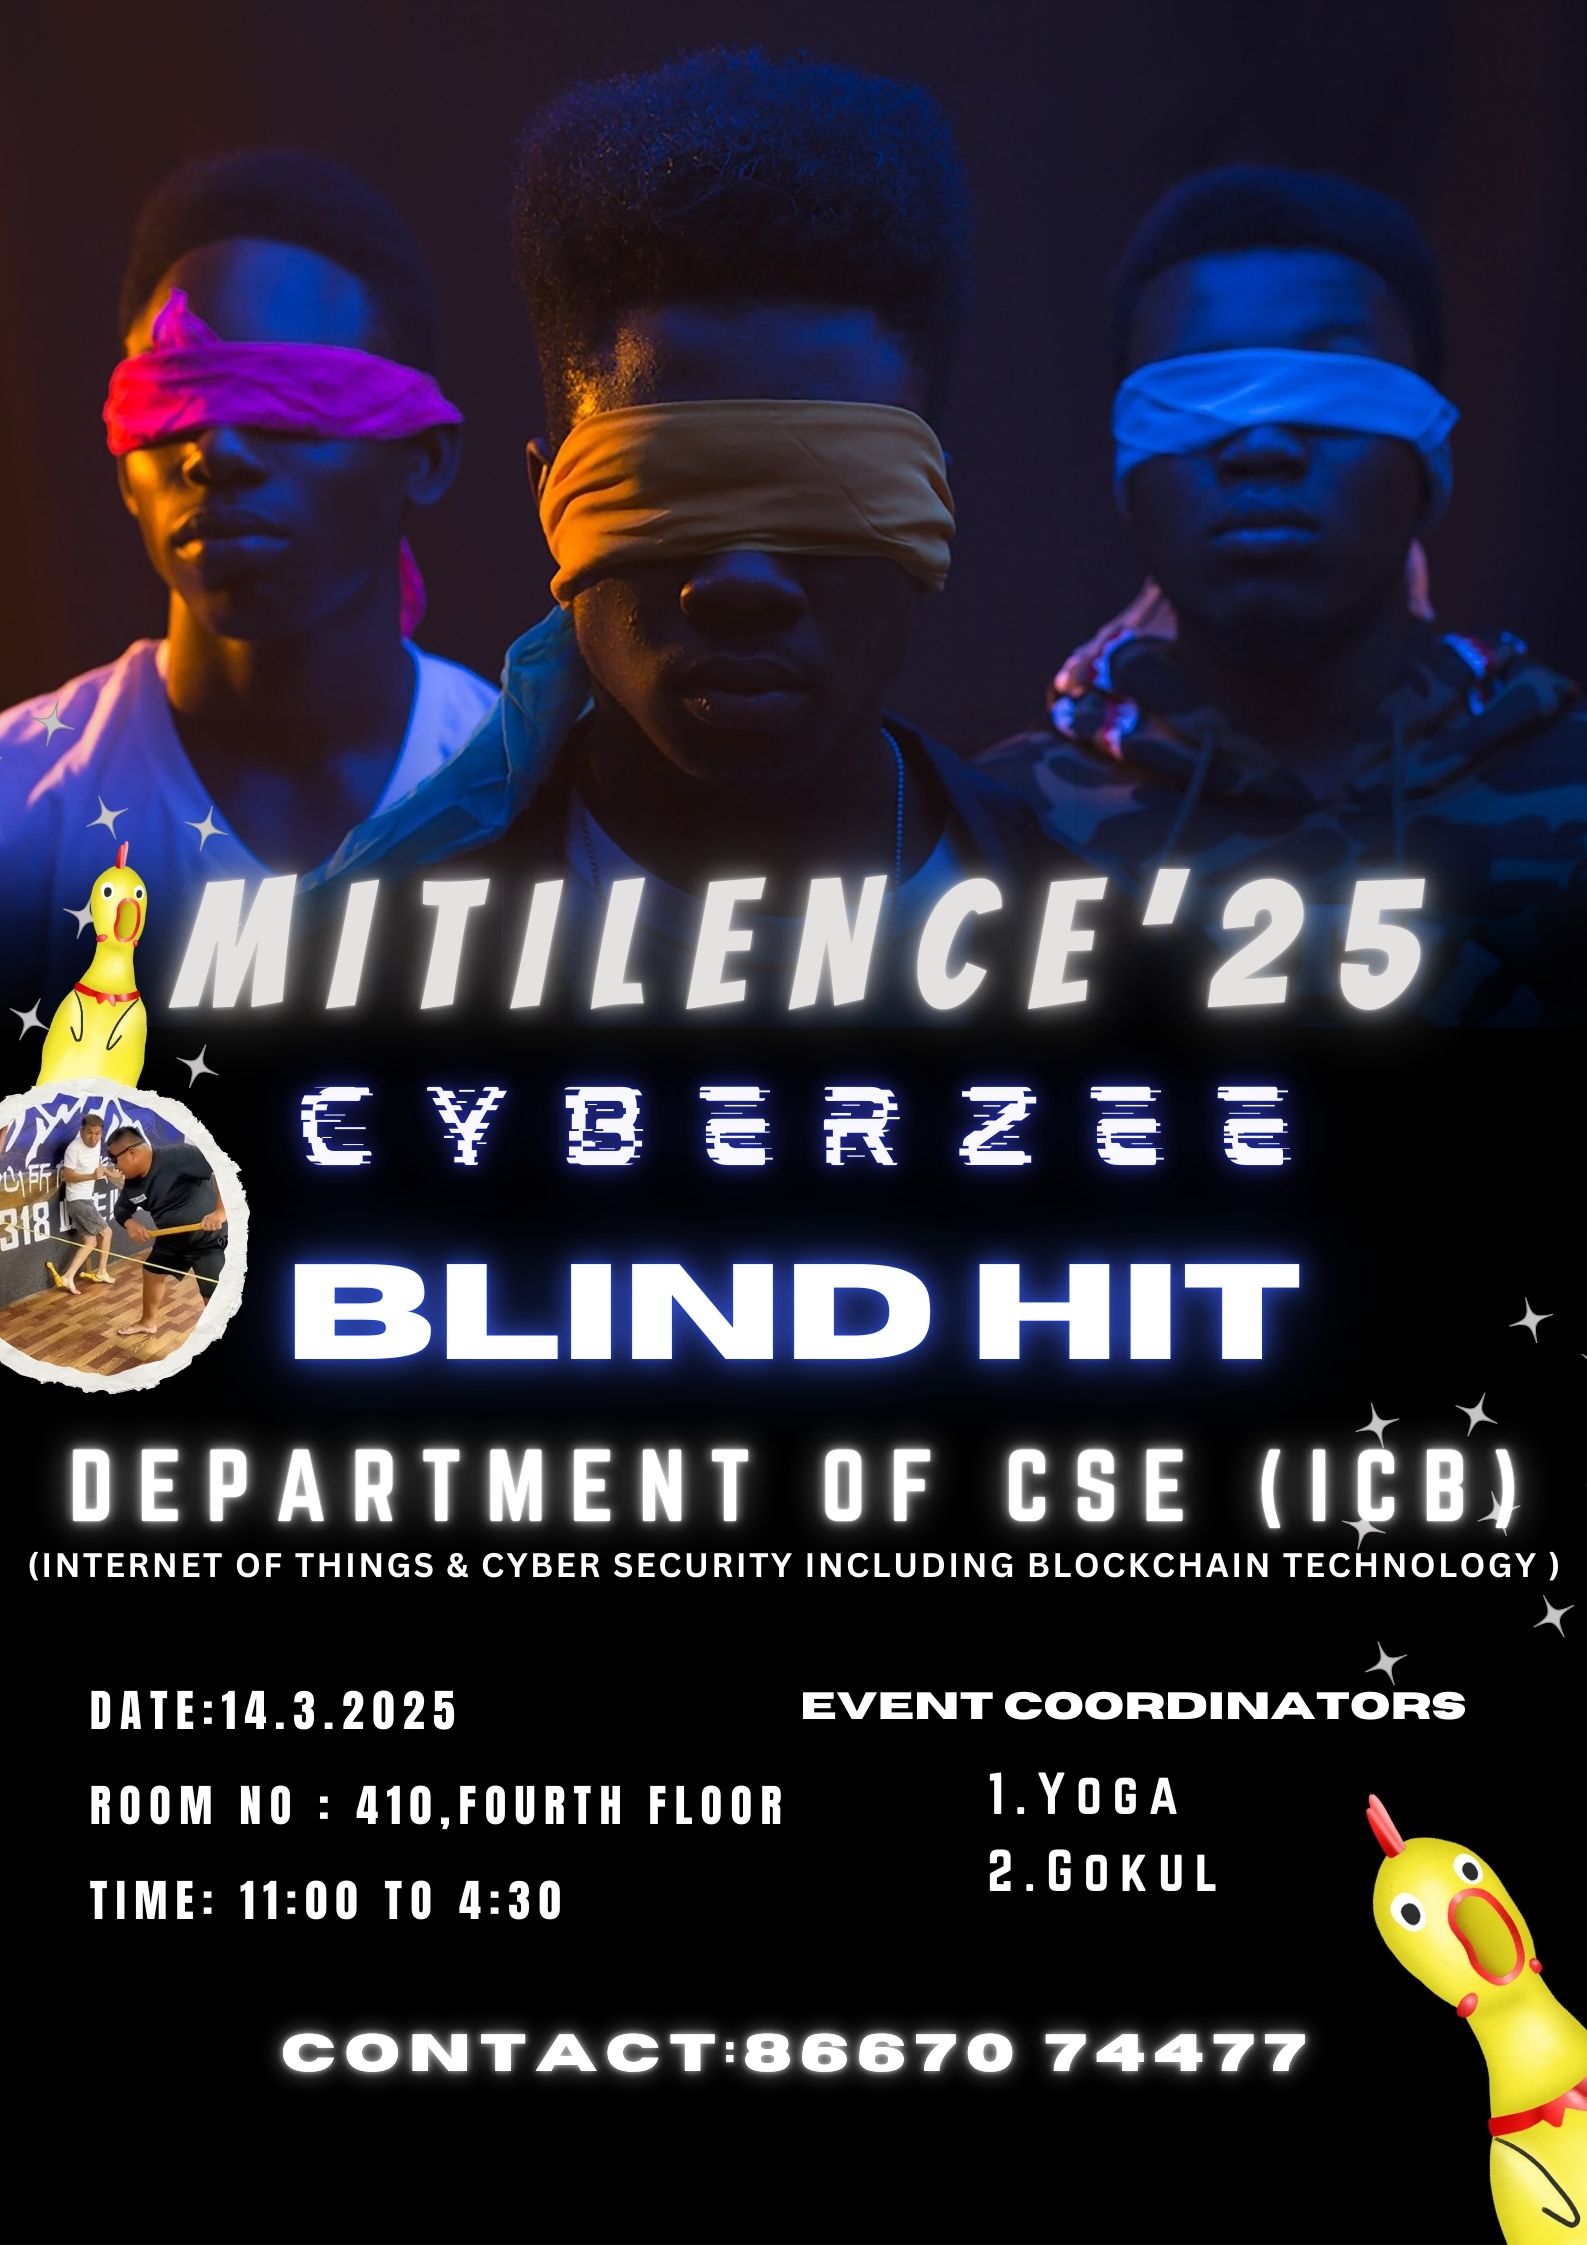 MITILENCE'25
CYBERZEE
318
BLIND HIT
DEPARTMENT OF CSE (ICB)
(INTERNET OF THINGS & CYBER SECURITY INCLUDING BLOCKCHAIN TECHNOLOGY )
DATE:14.3.2025
ROOM NO : 410,FOURTH FLOOR
TIME: 11:00 TO 4:30
EVENT COORDINATORS
1.YOGA
2.GOKUL
CONTACT:86670 74477